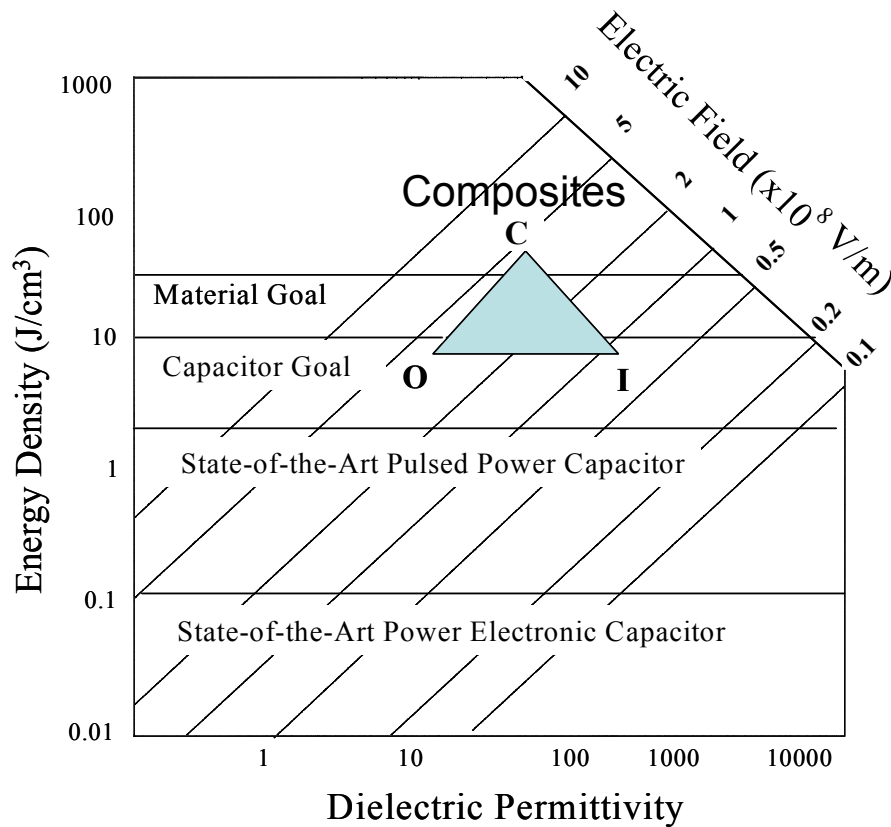 Electric Field (x10⁸ V/m)
10
5
2
1
0.5
0.2
0.1
Energy Density (J/cm³)
1000
100
10
1
0.1
0.01
Composites
C
Material Goal
Capacitor Goal
O
I
State-of-the-Art Pulsed Power Capacitor
State-of-the-Art Power Electronic Capacitor
1
10
100
1000
10000
Dielectric Permittivity